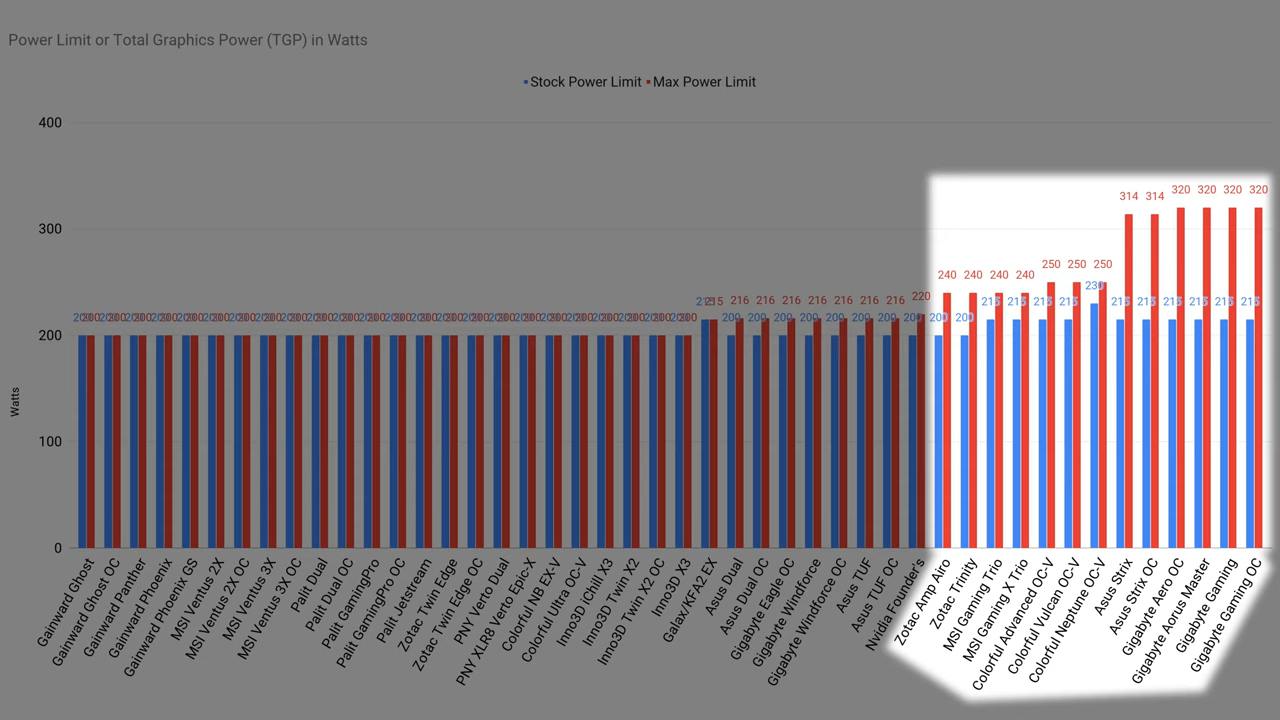 Power Limit or Total Graphics Power (TGP) in Watts
Stock Power Limit
Max Power Limit
400
300
200
100
0
Watts
314 314 320 320 320 320
240 240 240 240 250 250 250
215 216 216 216 216 216 216 216 220
200 200 200 200 200 200 200 200 200 200
215 215 215 215 230 215 215 215 215 215 215
Gainward Ghost
Gainward Ghost OC
Gainward Panther
Gainward Phoenix
Gainward Phoenix GS
MSI Ventus 2X
MSI Ventus 2X OC
MSI Ventus 3X
MSI Ventus 3X OC
Palit Dual
Palit Dual OC
Palit GamingPro
Palit GamingPro OC
Palit Jetstream
Zotac Twin Edge
Zotac Twin Edge OC
PNY Verto Dual
PNY XLR8 Verto Epic-X
Colorful NB EX-V
Colorful Ultra OC-V
Inno3D iChill X3
Inno3D Twin X2
Inno3D Twin X2 OC
Inno3D X3
Galax/KFA2 EX
Asus Dual
Asus Dual OC
Gigabyte Eagle OC
Gigabyte Windforce
Gigabyte Windforce OC
Asus TUF
Asus TUF OC
Nvidia Founder's
Zotac Amp Airo
Zotac Trinity
MSI Gaming Trio
MSI Gaming X Trio
Colorful Advanced OC-V
Colorful Vulcan OC-V
Colorful Neptune OC-V
Asus Strix
Asus Strix OC
Gigabyte Aero OC
Gigabyte Aorus Master
Gigabyte Gaming
Gigabyte Gaming OC